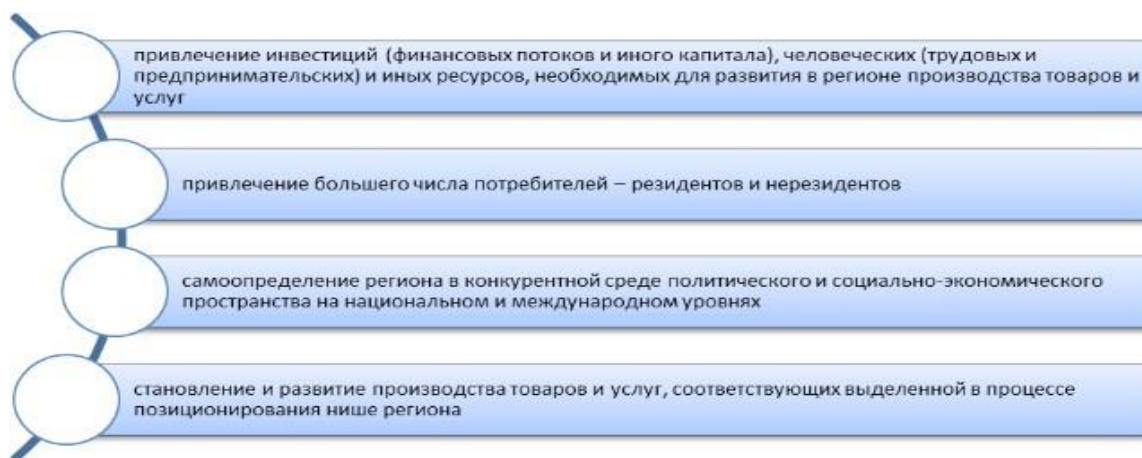 привлечение инвестиций (финансовых потоков и иного капитала), человеческих (трудовых и
предпринимательских) и иных ресурсов, необходимых для развития в регионе производства товаров и
услуг
привлечение большего числа потребителей – резидентов и нерезидентов
самоопределение региона в конкурентной среде политического и социально-экономического
пространства на национальном и международном уровнях
становление и развитие производства товаров и услуг, соответствующих выделенной в процессе
позиционирования нише региона